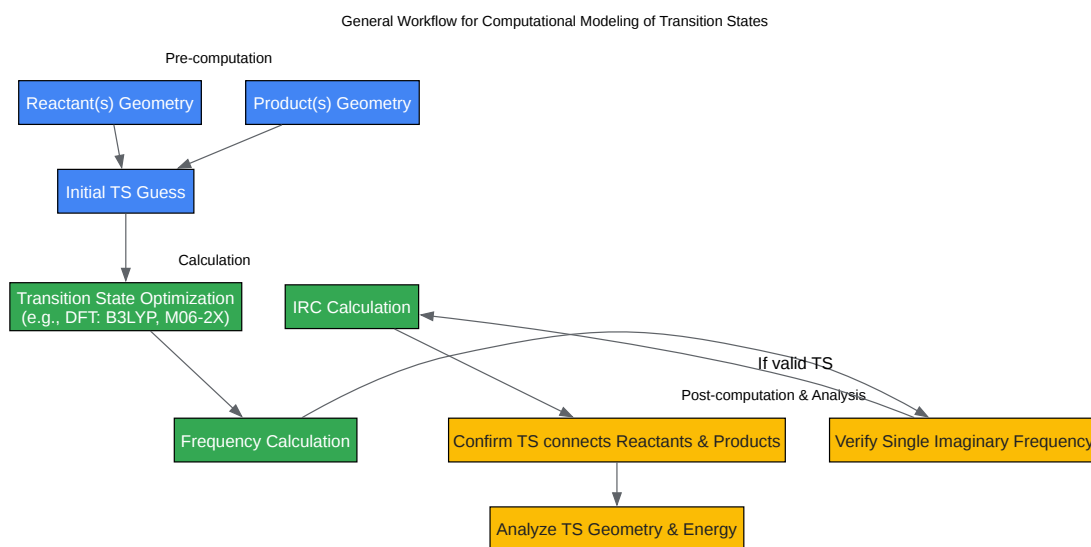 General Workflow for Computational Modeling of Transition States
Pre-computation
Reactant(s) Geometry
Product(s) Geometry
Initial TS Guess
Calculation
Transition State Optimization
(e.g., DFT: B3LYP, M06-2X)
IRC Calculation
If valid TS
Post-computation & Analysis
Frequency Calculation
Confirm TS connects Reactants & Products
Verify Single Imaginary Frequency
Analyze TS Geometry & Energy